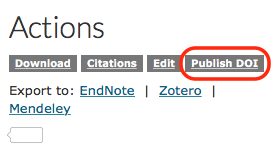 Actions
Download Citations Edit Publish DOI
Export to: EndNote | Zotero |
Mendeley